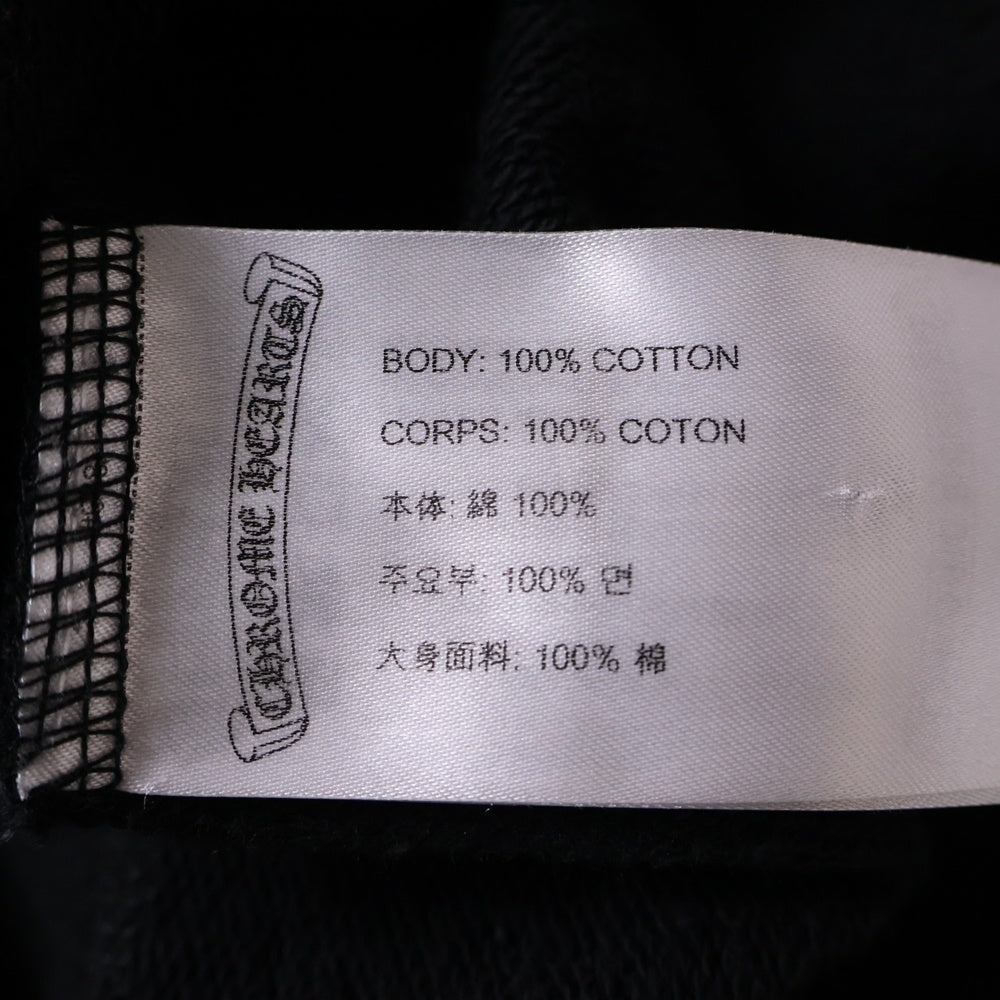 CHROME HEARTS
BODY: 100% COTTON
CORPS: 100% COTON
本体: 綿 100%
주요부: 100% 면
大身面料: 100% 棉